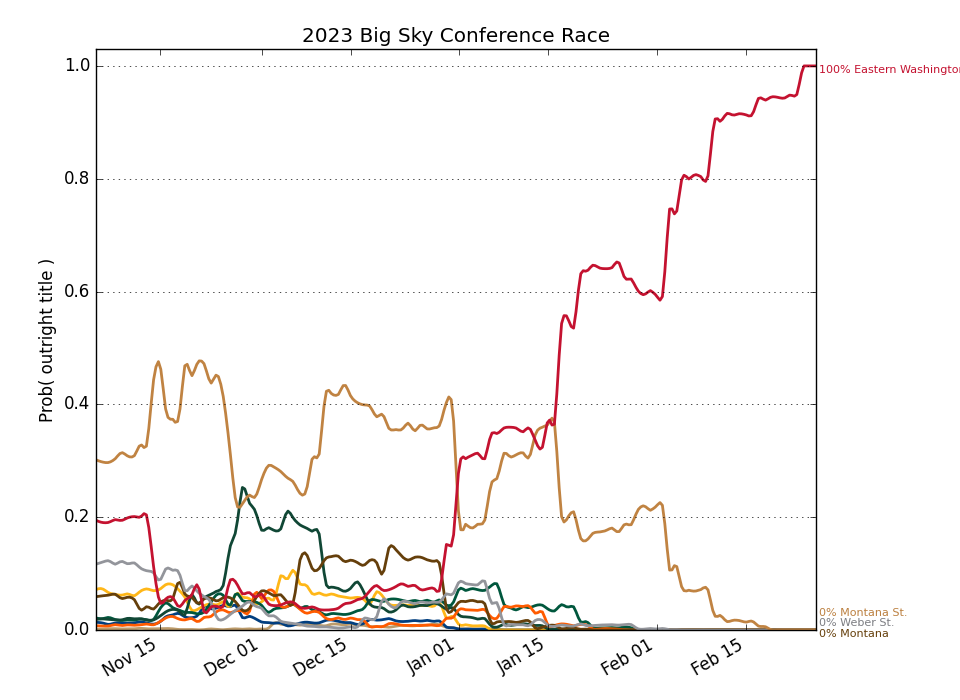 2023 Big Sky Conference Race
1.0
0.8
0.6
0.4
0.2
0.0
Prob( outright title )
100% Eastern Washington
0% Montana St.
0% Weber St.
0% Montana
Nov 15
Dec 01
Dec 15
Jan 01
Jan 15
Feb 01
Feb 15